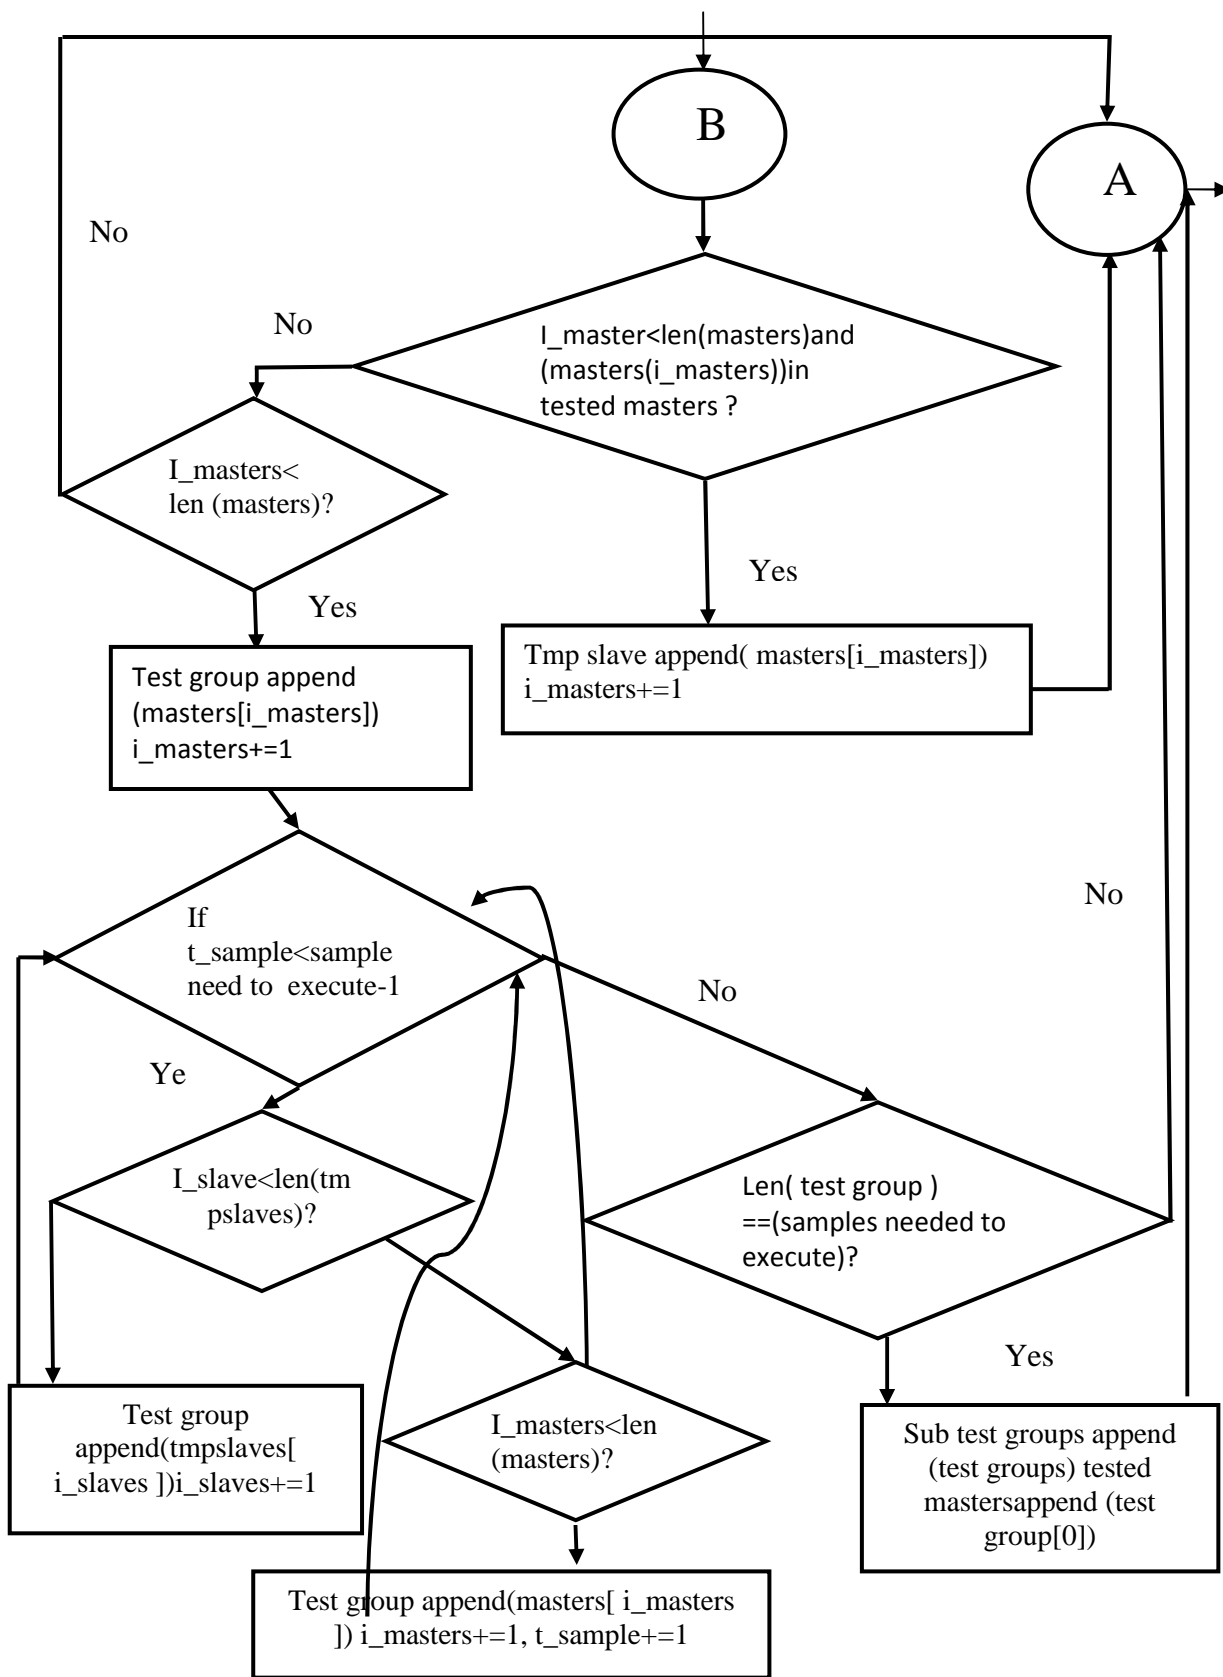 B
A
No
No
I_master<len(masters)and
(masters(i_masters))in
tested masters ?
I_masters<
len (masters)?
Yes
Yes
Tmp slave append( masters[i_masters])
i_masters+=1
Test group append
(masters[i_masters])
i_masters+=1
No
If
t_sample<sample
need to  execute-1
No
Ye
I_slave<len(tm
pslaves)?
Len( test group )
==(samples needed to
execute)?
Yes
Test group
append(tmpslaves[
i_slaves ])i_slaves+=1
I_masters<len
(masters)?
Sub test groups append
(test groups) tested
mastersappend (test
group[0])
Test group append(masters[ i_masters
]) i_masters+=1, t_sample+=1